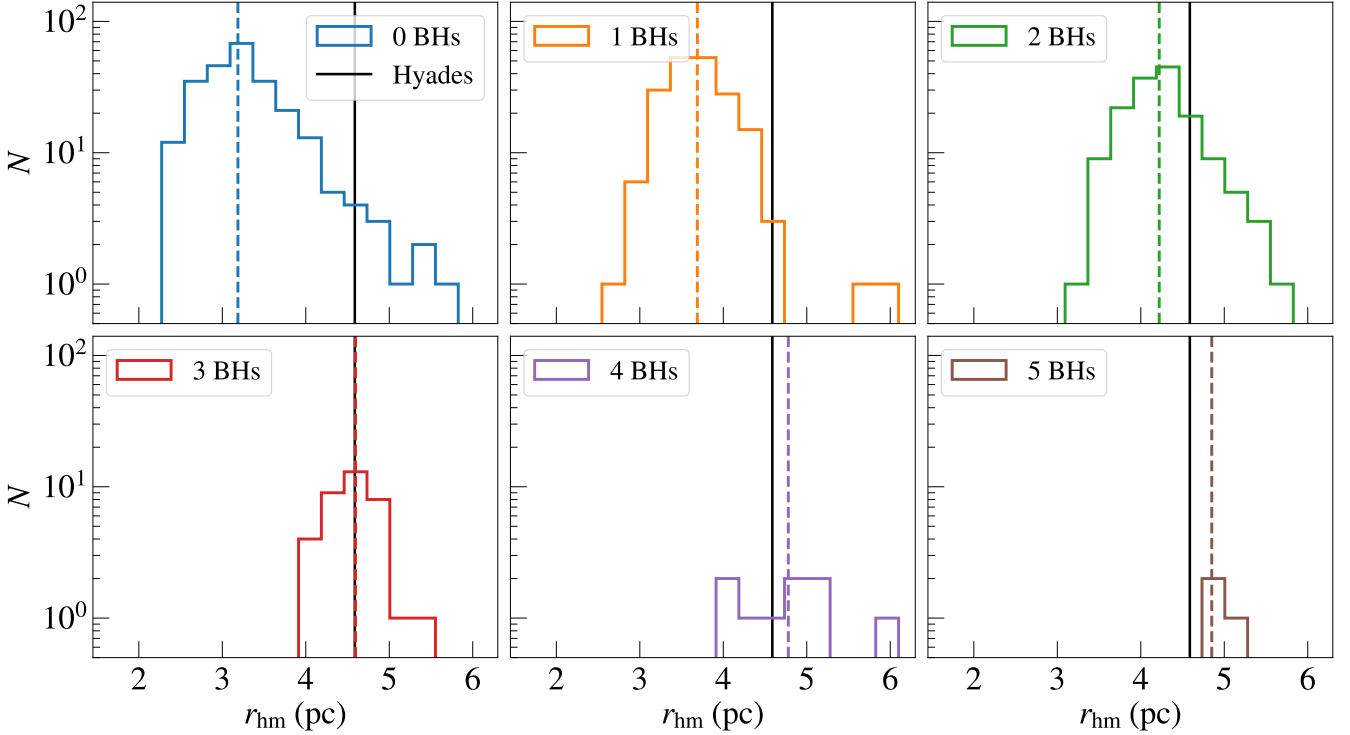 10²
10¹
10⁰
N
0 BHs
Hyades
1 BHs
2 BHs
10²
10¹
10⁰
N
3 BHs
4 BHs
5 BHs
2 3 4 5 6
2 3 4 5 6
2 3 4 5 6
r_hm (pc)
r_hm (pc)
r_hm (pc)